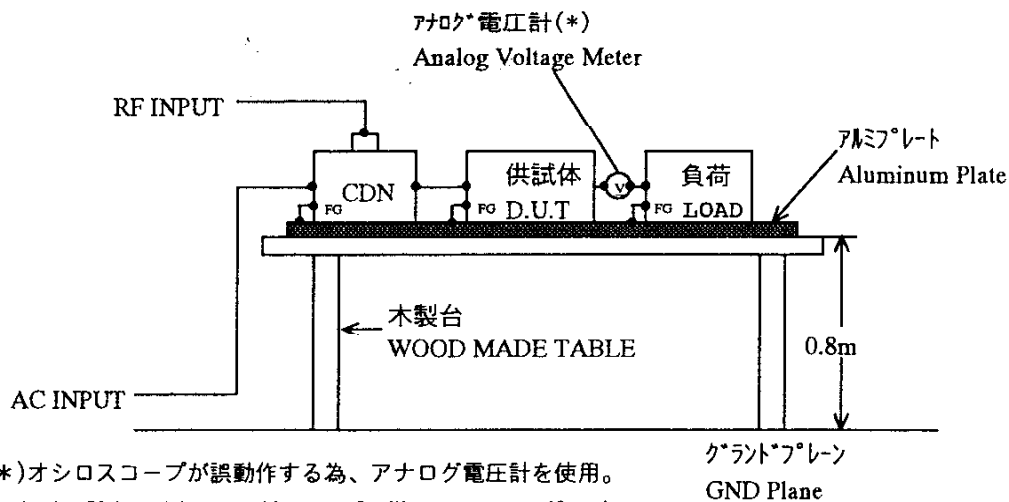 アナログ電圧計(*)
Analog Voltage Meter
RF INPUT
アルミプレート
Aluminum Plate
CDN
FG
供試体
D.U.T
FG
V
負荷
LOAD
FG
木製台
WOOD MADE TABLE
0.8m
AC INPUT
グランドプレーン
GND Plane
*)オシロスコープが誤動作する為、アナログ電圧計を使用。